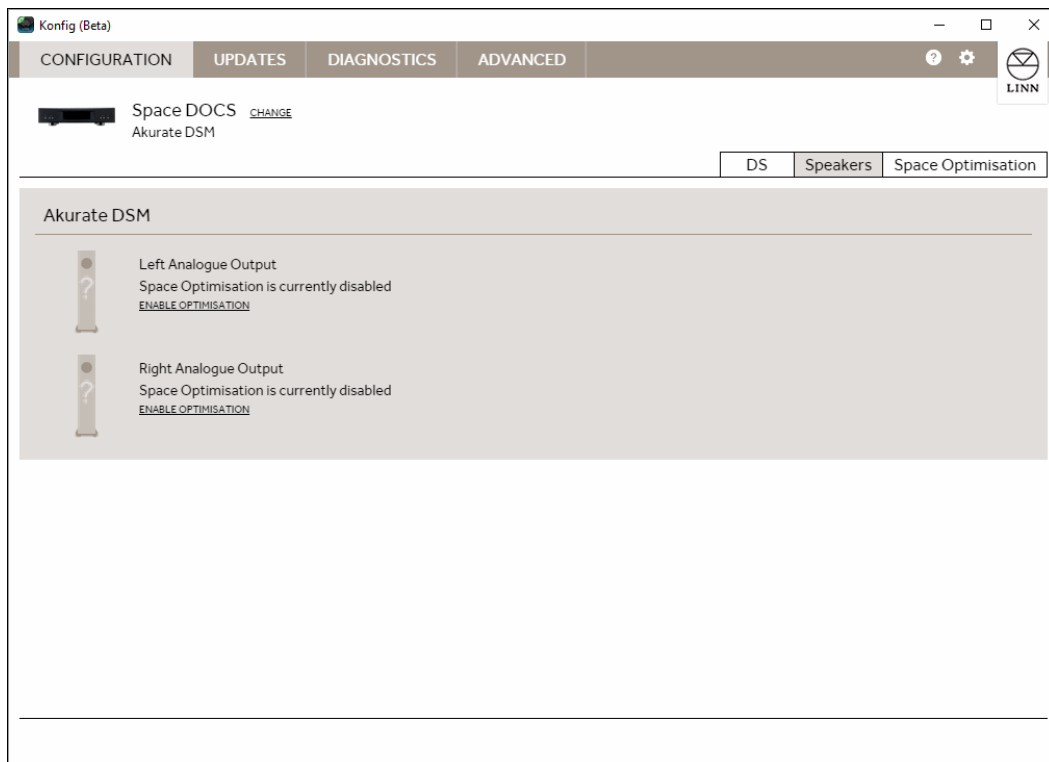 Konfig (Beta)
CONFIGURATION UPDATES DIAGNOSTICS ADVANCED ?
LINN
Space DOCS CHANGE
Akurate DSM
DS Speakers Space Optimisation
Akurate DSM
Left Analogue Output
?
Space Optimisation is currently disabled
ENABLE OPTIMISATION
Right Analogue Output
?
Space Optimisation is currently disabled
ENABLE OPTIMISATION